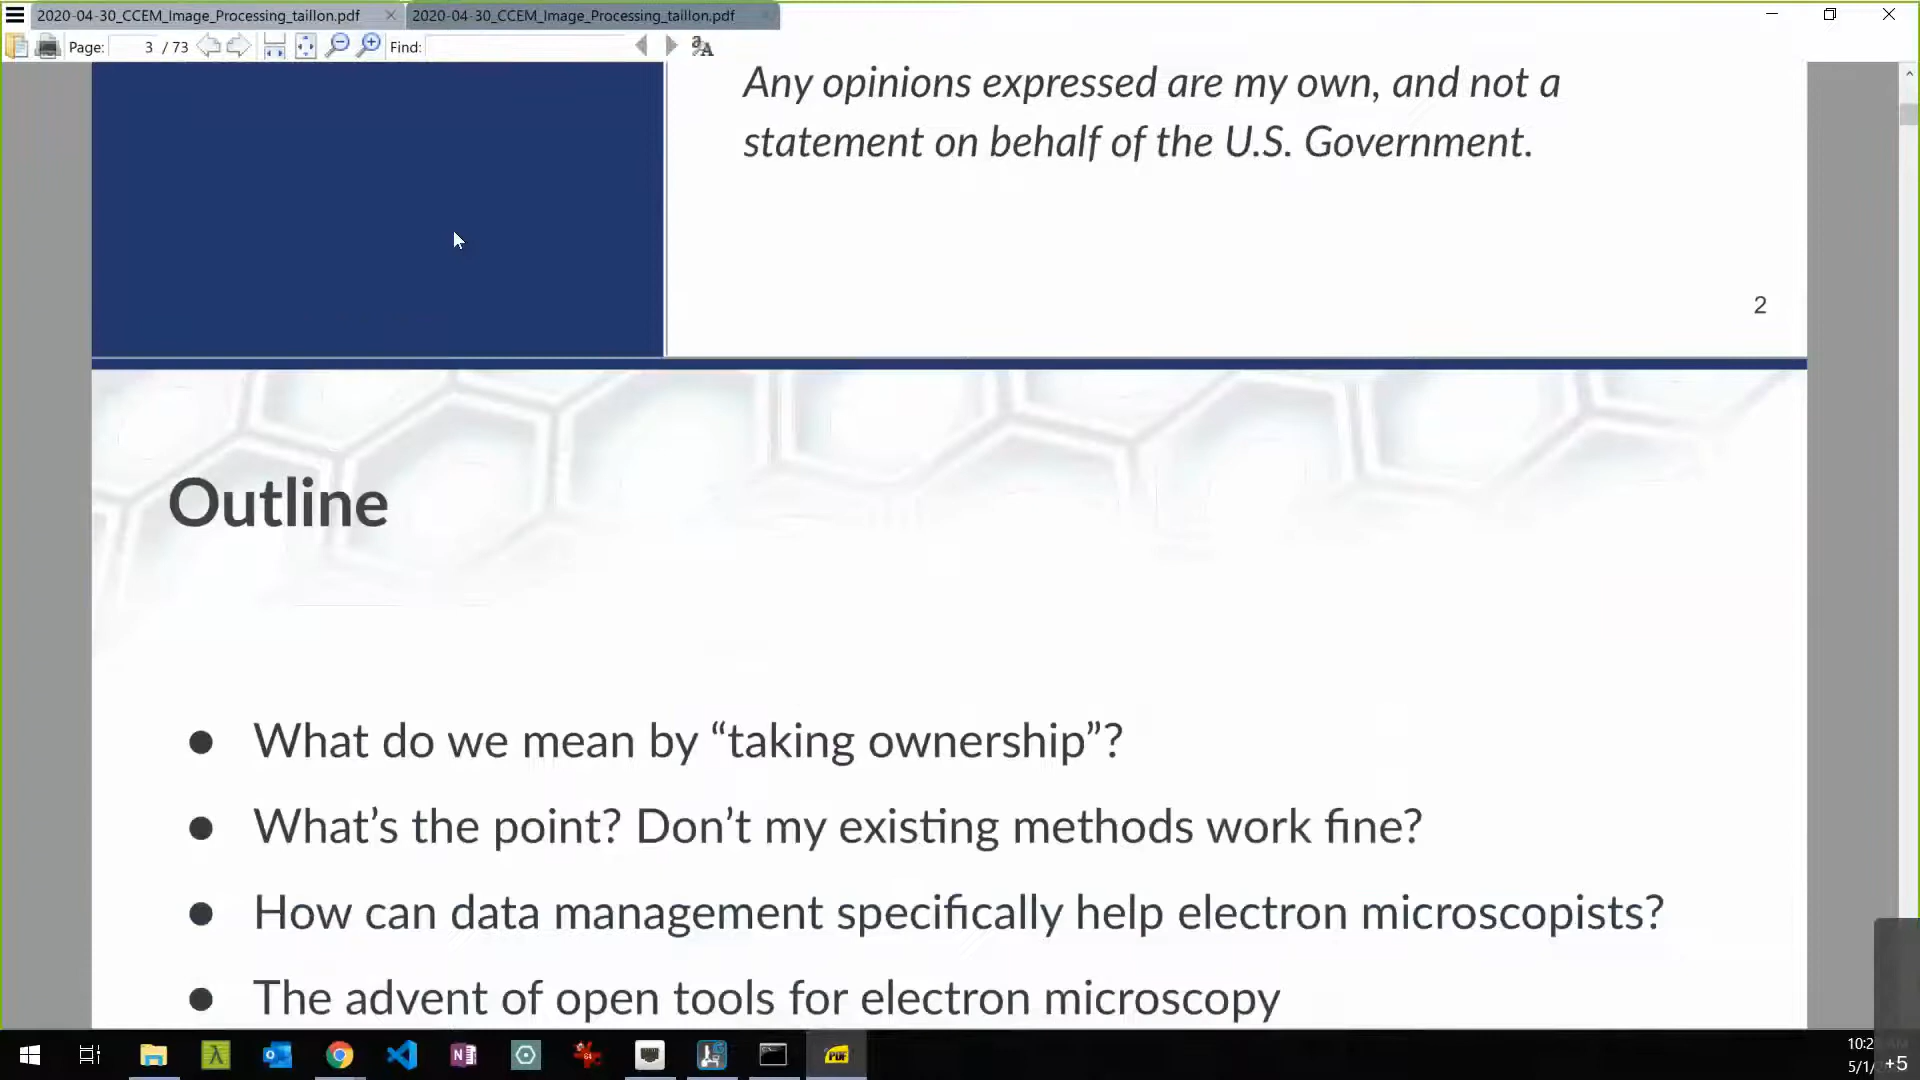 2020-04-30_CCEM_Image_Processing_taillon.pdf
2020-04-30_CCEM_Image_Processing_taillon.pdf
Page: 3 / 73 Find:
Any opinions expressed are my own, and not a
statement on behalf of the U.S. Government.
2
Outline
● What do we mean by “taking ownership”?
● What’s the point? Don’t my existing methods work fine?
● How can data management specifically help electron microscopists?
● The advent of open tools for electron microscopy
PDF
5/1/
+5